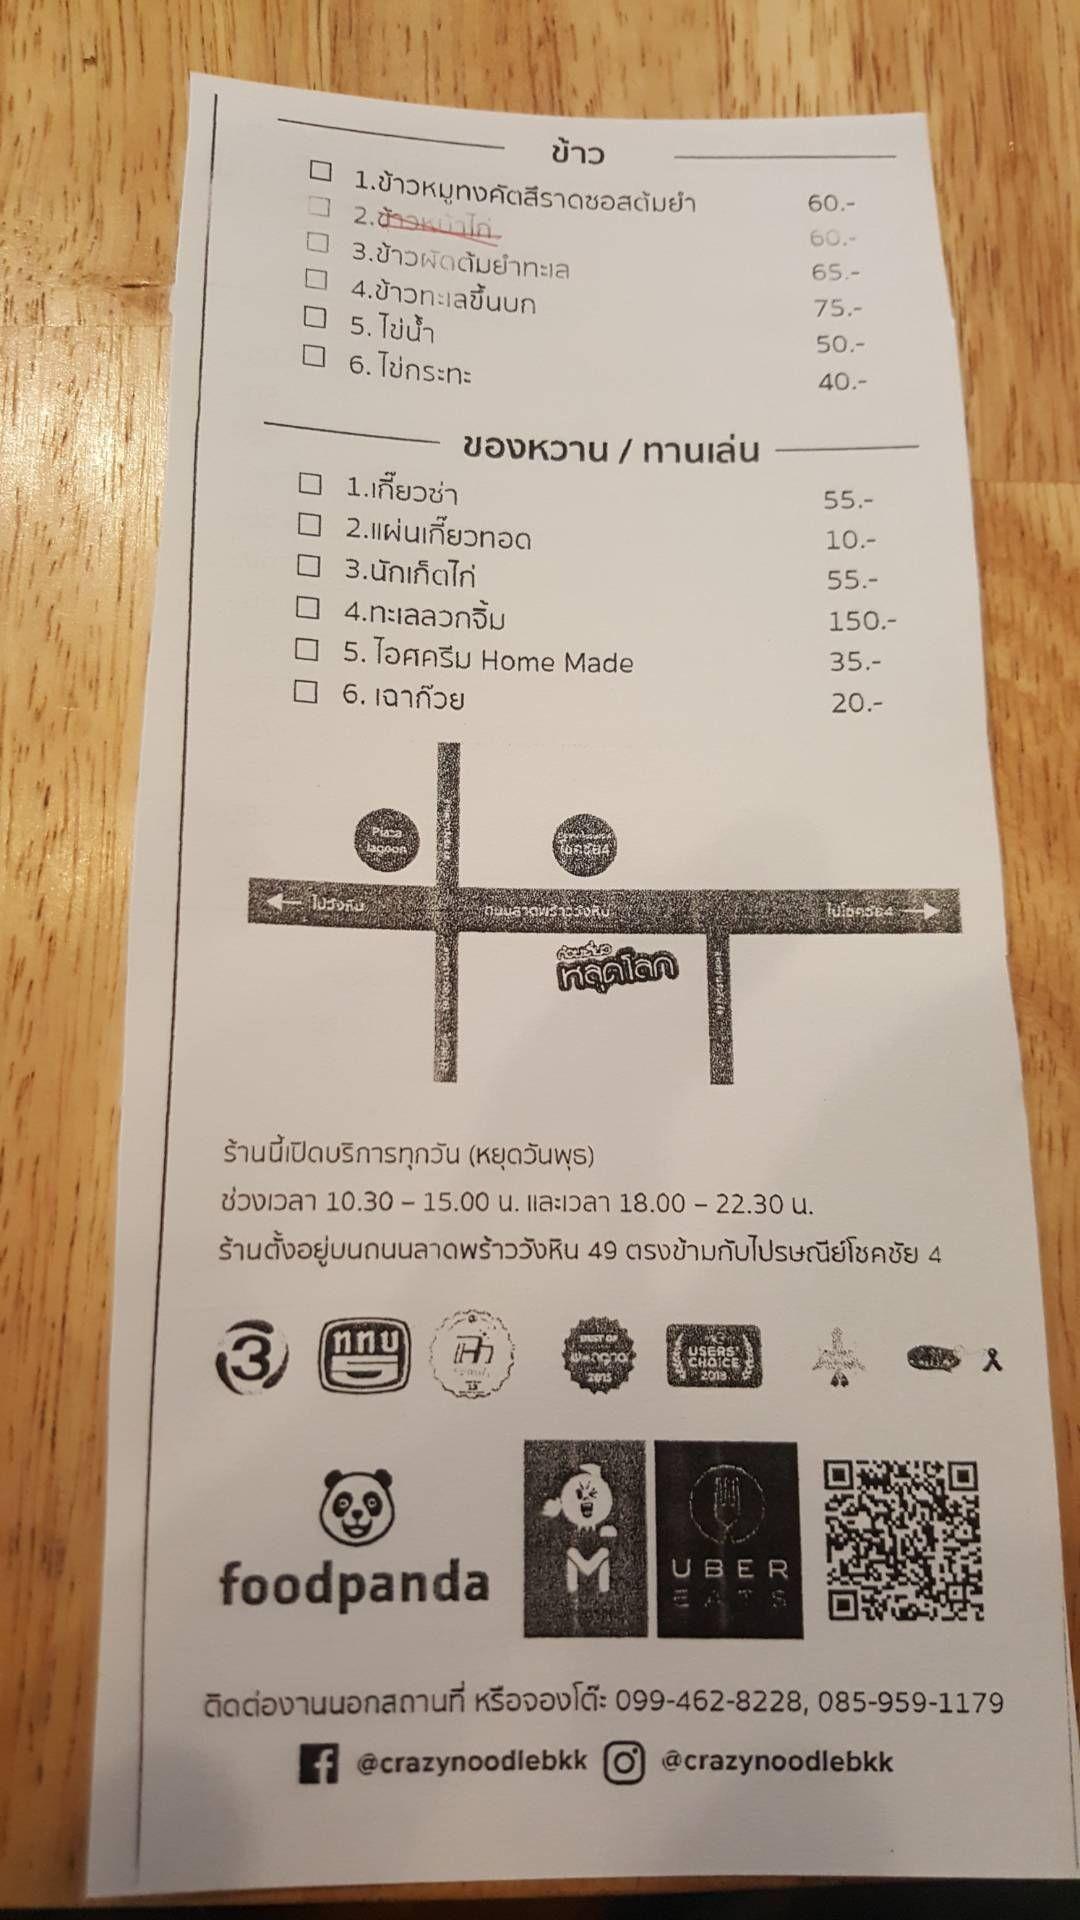 ข้าว
1.ข้าวหมูทงคัตสึราดซอสต้มยำ 60.-
2.ข้าวหน้าไก่ 60.-
3.ข้าวผัดต้มยำทะเล 65.-
4.ข้าวทะเลขึ้นบก 75.-
5. ไข่น้ำ 50.-
6. ไข่กระทะ 40.-
ของหวาน / ทานเล่น
1.เกี๊ยวซ่า 55.-
2.แผ่นเกี๊ยวทอด 10.-
3.นักเก็ตไก่ 55.-
4.ทะเลลวกจิ้ม 150.-
5. ไอศครีม Home Made 35.-
6. เฉาก๊วย 20.-
Plaza
lagoon
โชคชัย4
ไปวังหิน ถนนลาดพร้าววังหิน ไปโชคชัย4
ก๋วยเตี๋ยว
หลุดโลก
ร้านนี้เปิดบริการทุกวัน (หยุดวันพุธ)
ช่วงเวลา 10.30 – 15.00 น. และเวลา 18.00 – 22.30 น.
ร้านตั้งอยู่บนถนนลาดพร้าววังหิน 49 ตรงข้ามกับไปรษณีย์โชคชัย 4
3 ททบ
BEST OF
wongnai
2015
USERS'
CHOICE
2013
foodpanda
M
UBER
EATS
ติดต่องานนอกสถานที่ หรือจองโต๊ะ 099-462-8228, 085-959-1179
@crazynoodlebkk @crazynoodlebkk